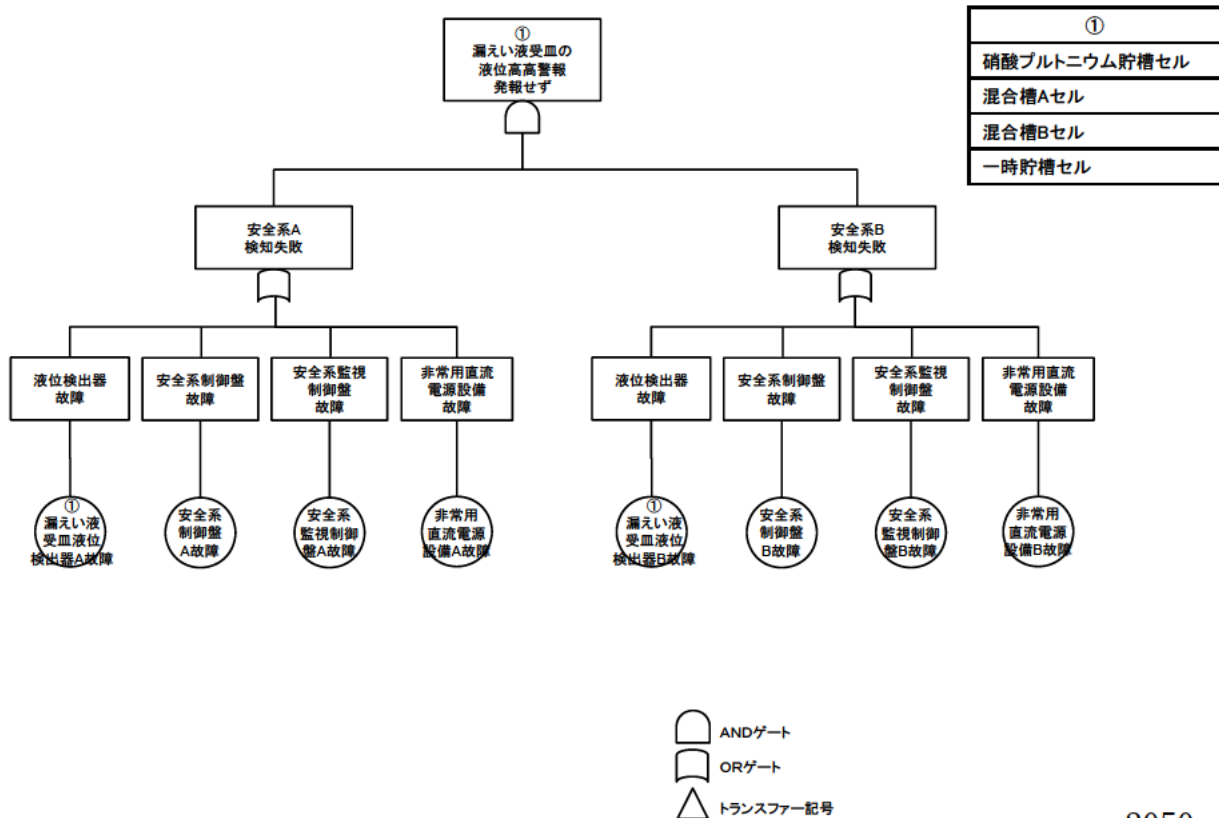 ①
漏えい液受皿の
液位高高警報
発報せず
①
硝酸プルトニウム貯槽セル
混合槽Aセル
混合槽Bセル
一時貯槽セル
安全系A
検知失敗
安全系B
検知失敗
液位検出器
故障
安全系制御盤
故障
安全系監視
制御盤
故障
非常用直流
電源設備
故障
液位検出器
故障
安全系制御盤
故障
安全系監視
制御盤
故障
非常用直流
電源設備
故障
①
漏えい液
受皿液位
検出器A故障
安全系
制御盤
A故障
安全系
監視制御
盤A故障
非常用
直流電源
設備A故障
①
漏えい液
受皿液位
検出器B故障
安全系
制御盤
B故障
安全系
監視制御
盤B故障
非常用
直流電源
設備B故障
ANDゲート
ORゲート
トランスファー記号